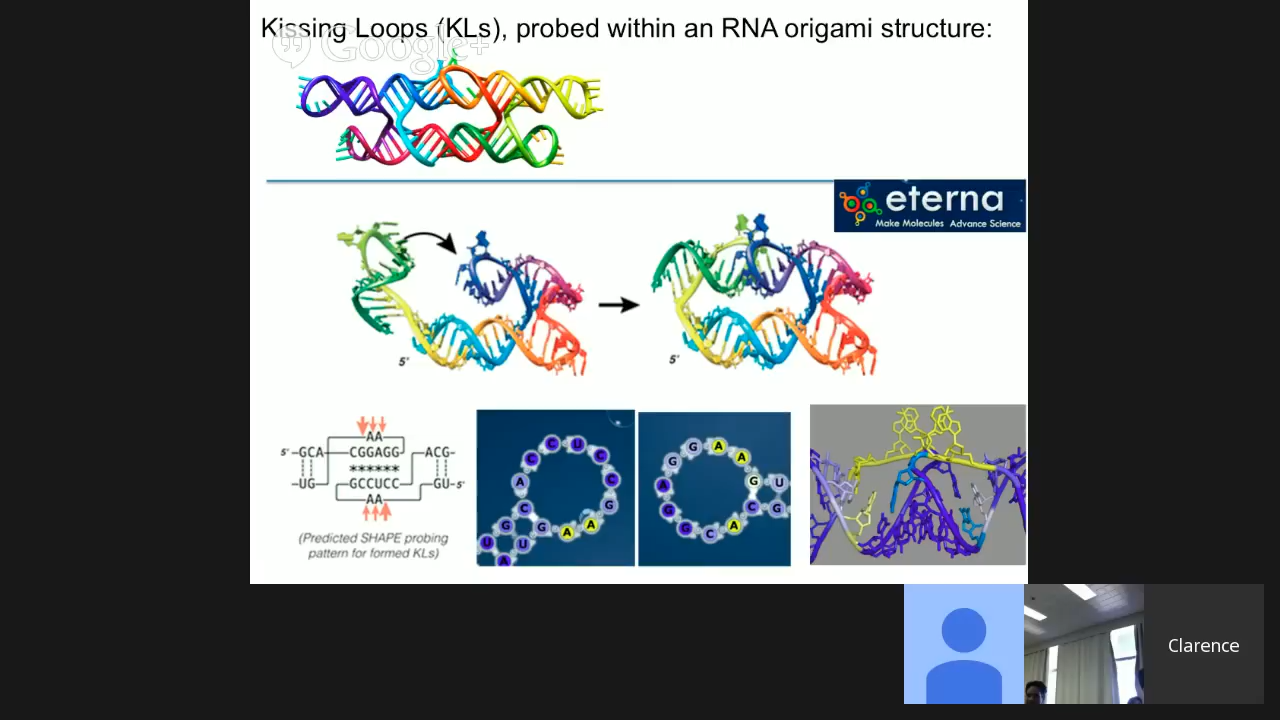 Kissing Loops (KLs), probed within an RNA origami structure:
Google+
eterna
Make Molecules Advance Science
5'
5'
AA
5'-GCA CGGAGG ACG-
******
-UG GCCUCC GU-5'
AA
(Predicted SHAPE probing
pattern for formed KLs)
C U C C G A A G C A C
G U U A
G G A A G C A C G G A
U G
Clarence